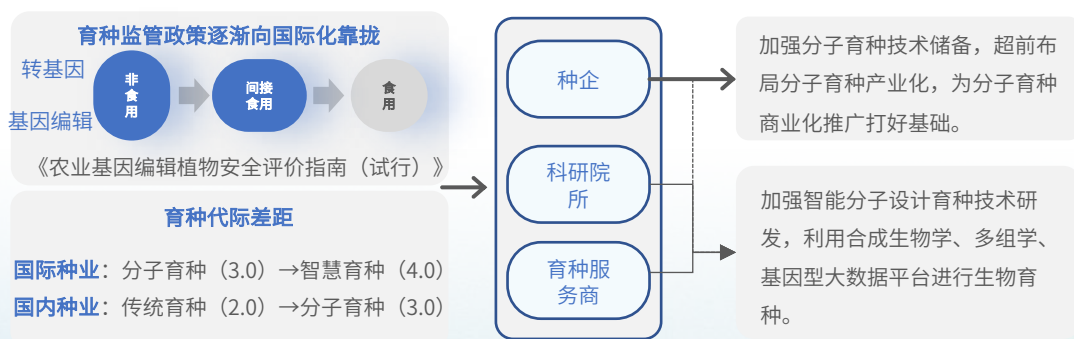 育种监管政策逐渐向国际化靠拢
转基因
基因编辑
非
食
用
间接
食用
食
用
《农业基因编辑植物安全评价指南（试行）》
育种代际差距
国际种业：分子育种（3.0）→智慧育种（4.0）
国内种业：传统育种（2.0）→分子育种（3.0）
种企
科研院
所
育种服
务商
加强分子育种技术储备，超前布
局分子育种产业化，为分子育种
商业化推广打好基础。
加强智能分子设计育种技术研
发，利用合成生物学、多组学、
基因型大数据平台进行生物育
种。